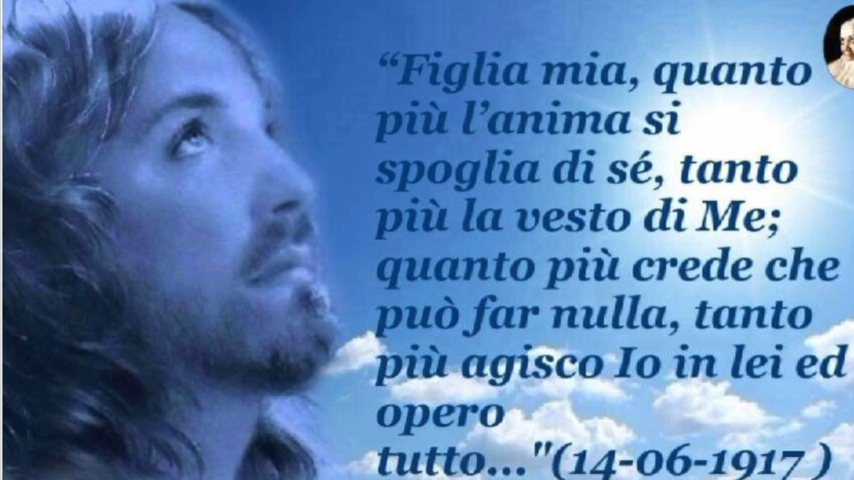 “Figlia mia, quanto
più l’anima si
spoglia di sé, tanto
più la vesto di Me;
quanto più crede che
può far nulla, tanto
più agisco Io in lei ed
opero
tutto..."(14-06-1917 )